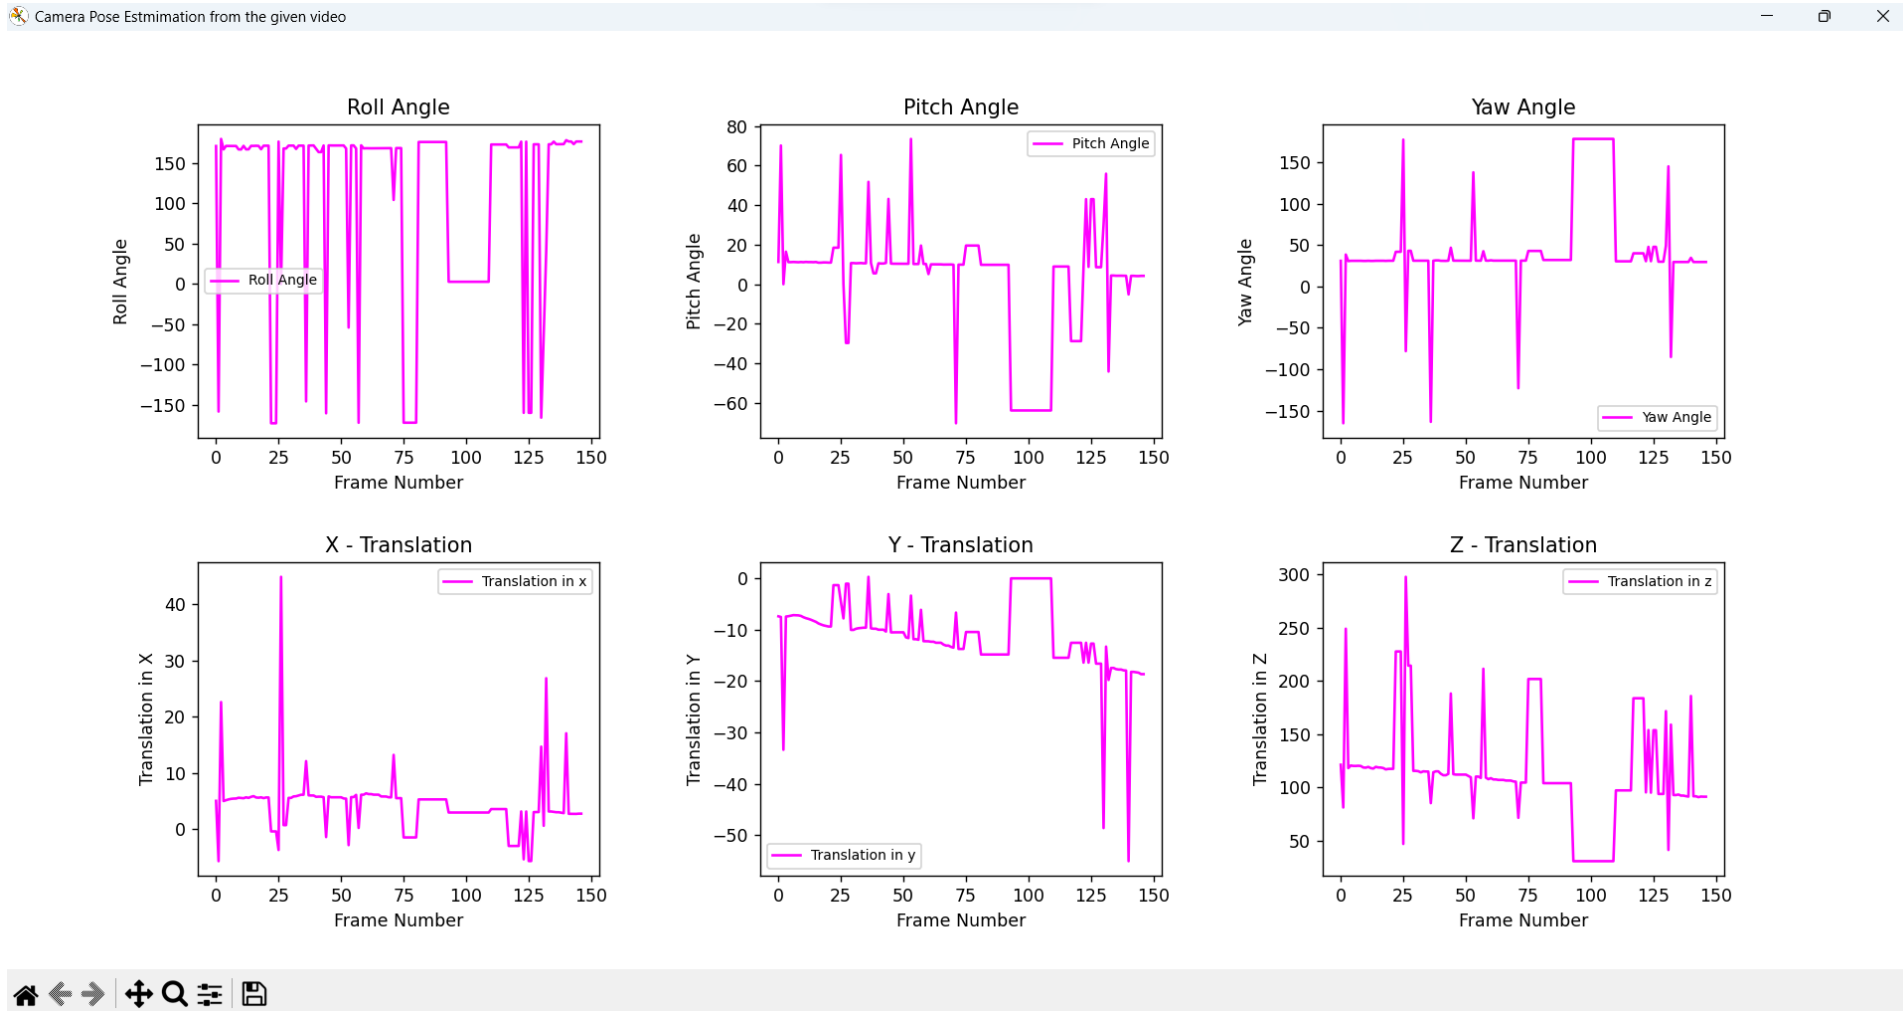 Camera Pose Estmimation from the given video
Roll Angle
Roll Angle
150
100
50
0
−50
−100
−150
Roll Angle
0 25 50 75 100 125 150
Frame Number
Pitch Angle
Pitch Angle
80
60
40
20
0
−20
−40
−60
Pitch Angle
0 25 50 75 100 125 150
Frame Number
Yaw Angle
Yaw Angle
150
100
50
0
−50
−100
−150
Yaw Angle
0 25 50 75 100 125 150
Frame Number
X - Translation
Translation in X
40
30
20
10
0
Translation in x
0 25 50 75 100 125 150
Frame Number
Y - Translation
Translation in Y
0
−10
−20
−30
−40
−50
Translation in y
0 25 50 75 100 125 150
Frame Number
Z - Translation
Translation in Z
300
250
200
150
100
50
Translation in z
0 25 50 75 100 125 150
Frame Number